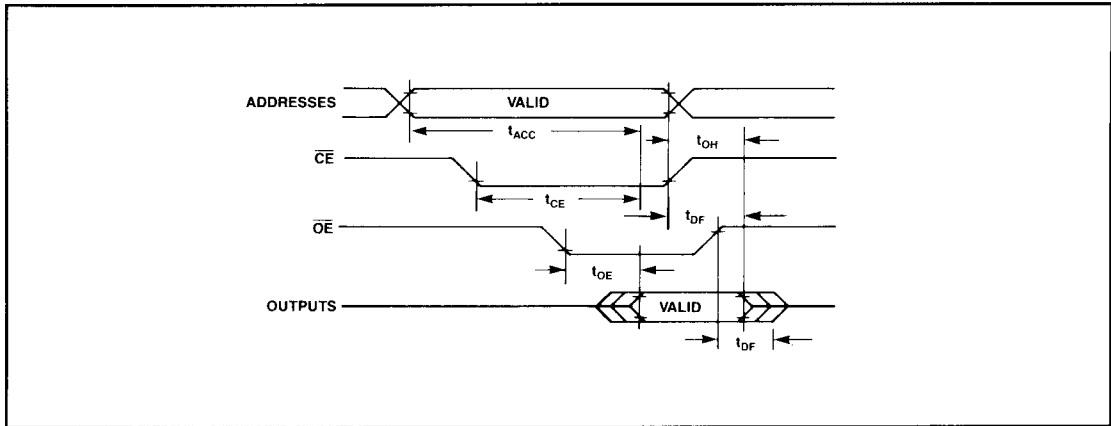 ADDRESSES
VALID
tACC
tOH
CE
tCE
tDF
OE
tOE
OUTPUTS
VALID
tDF